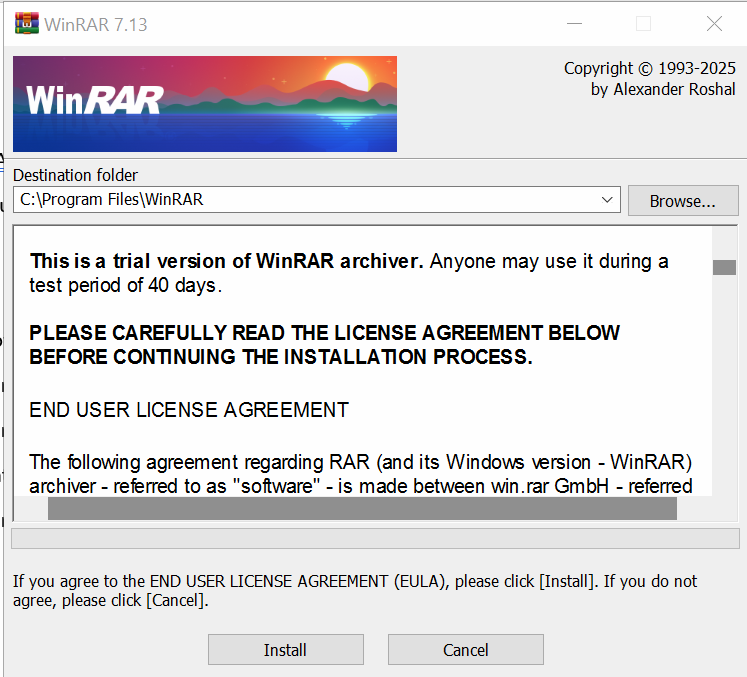 WinRAR 7.13
WinRAR
Copyright © 1993-2025
by Alexander Roshal
Destination folder
C:\Program Files\WinRAR
Browse...
This is a trial version of WinRAR archiver. Anyone may use it during a
test period of 40 days.
PLEASE CAREFULLY READ THE LICENSE AGREEMENT BELOW
BEFORE CONTINUING THE INSTALLATION PROCESS.
END USER LICENSE AGREEMENT
The following agreement regarding RAR (and its Windows version - WinRAR)
archiver - referred to as "software" - is made between win.rar GmbH - referred
If you agree to the END USER LICENSE AGREEMENT (EULA), please click [Install]. If you do not
agree, please click [Cancel].
Install
Cancel